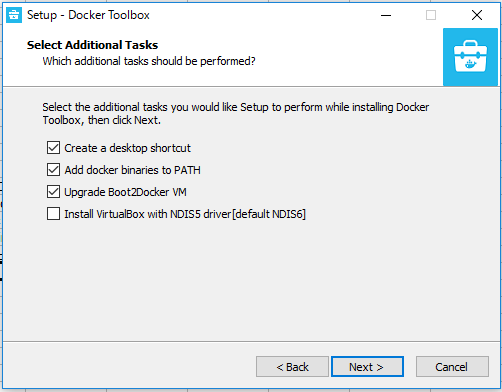 Setup - Docker Toolbox
Select Additional Tasks
Which additional tasks should be performed?
Select the additional tasks you would like Setup to perform while installing Docker
Toolbox, then click Next.
Create a desktop shortcut
Add docker binaries to PATH
Upgrade Boot2Docker VM
Install VirtualBox with NDIS5 driver[default NDIS6]
< Back
Next >
Cancel